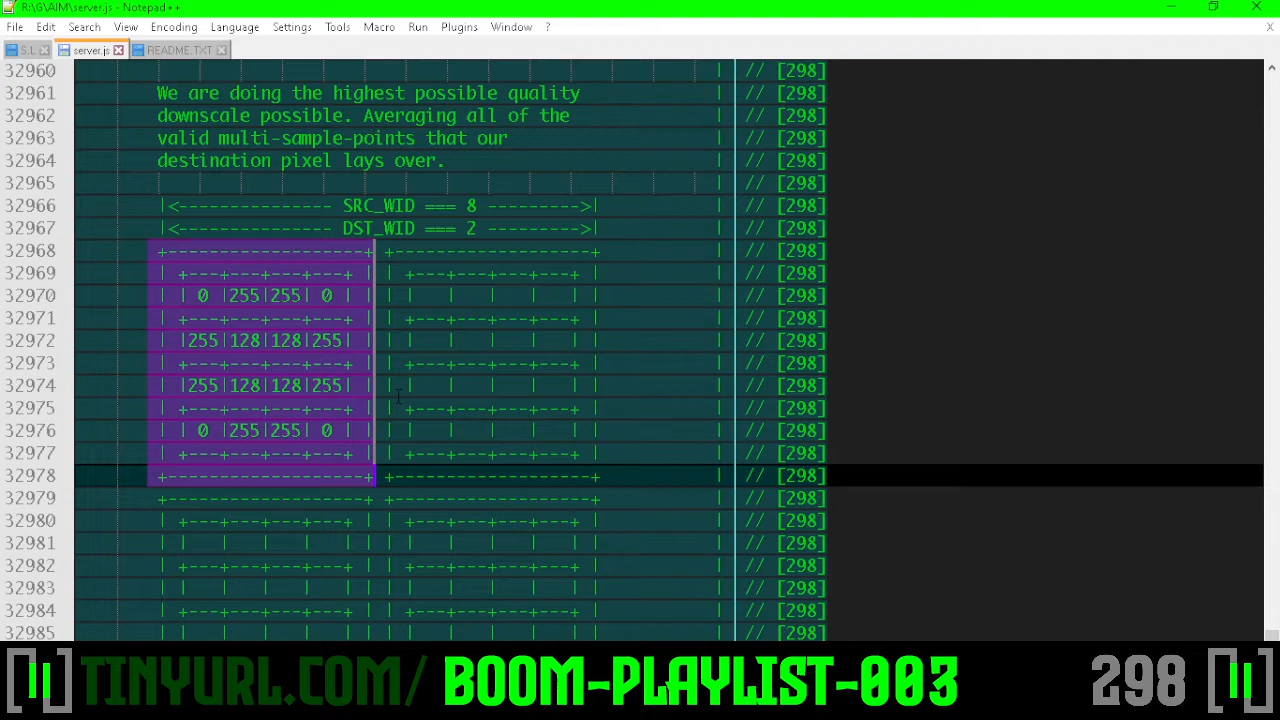 R:\G\AIM\server.js - Notepad++
File Edit Search View Encoding Language Settings Tools Macro Run Plugins Window ? X
S.L server.js README.TXT
32960 | // [298]
32961 We are doing the highest possible quality | // [298]
32962 downscale possible. Averaging all of the | // [298]
32963 valid multi-sample-points that our | // [298]
32964 destination pixel lays over. | // [298]
32965 | // [298]
32966 |<---------------- SRC_WID === 8 ---------->| | // [298]
32967 |<---------------- DST_WID === 2 ---------->| | // [298]
32968 +-------------------+ +-------------------+ | // [298]
32969 | +---+---+---+---+ | | +---+---+---+---+ | | // [298]
32970 | | 0 |255|255| 0 | | | | | | | | | // [298]
32971 | +---+---+---+---+ | | +---+---+---+---+ | | // [298]
32972 | |255|128|128|255| | | | | | | | | // [298]
32973 | +---+---+---+---+ | | +---+---+---+---+ | | // [298]
32974 | |255|128|128|255| | | | | | | | | // [298]
32975 | +---+---+---+---+ | | +---+---+---+---+ | | // [298]
32976 | | 0 |255|255| 0 | | | | | | | | | // [298]
32977 | +---+---+---+---+ | | +---+---+---+---+ | | // [298]
32978 +-------------------+ +-------------------+ | // [298]
32979 +-------------------+ +-------------------+ | // [298]
32980 | +---+---+---+---+ | | +---+---+---+---+ | | // [298]
32981 | | | | | | | | | | | | | // [298]
32982 | +---+---+---+---+ | | +---+---+---+---+ | | // [298]
32983 | | | | | | | | | | | | | // [298]
32984 | +---+---+---+---+ | | +---+---+---+---+ | | // [298]
32985 | | | | | | | | | | | | | // [298]
TINYURL.COM/ BOOM-PLAYLIST-003 298